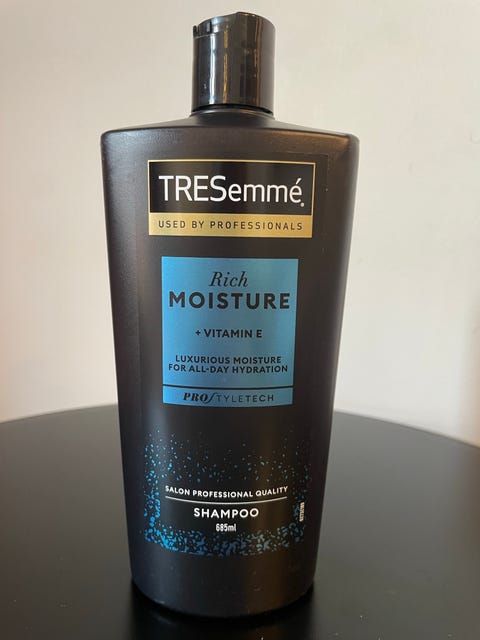 TRESemmé
USED BY PROFESSIONALS
Rich
MOISTURE
+ VITAMIN E
LUXURIOUS MOISTURE
FOR ALL-DAY HYDRATION
PROSTYLETECH
SALON PROFESSIONAL QUALITY
SHAMPOO
685ml